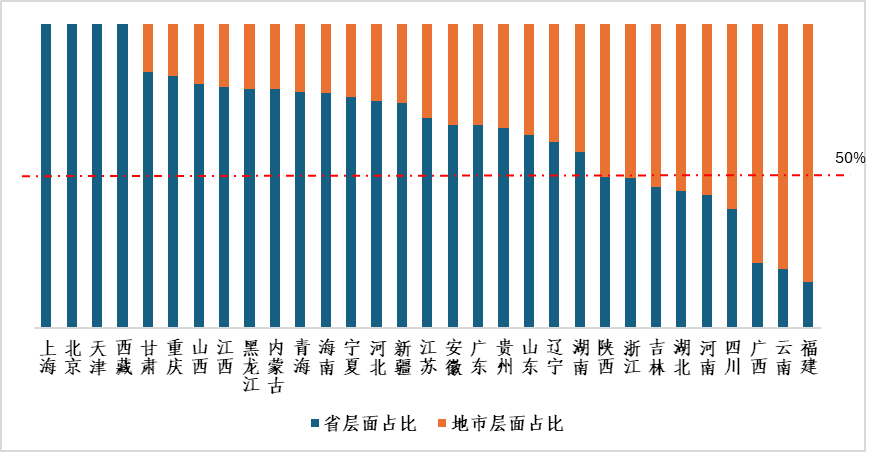 50%
上海 北京 天津 西藏 甘肃 重庆 山西 江西 黑龙江 内蒙古 青海 海南 宁夏 河北 新疆 江苏 安徽 广东 贵州 山东 辽宁 湖南 陕西 浙江 吉林 湖北 河南 四川 广西 云南 福建
省层面占比 地市层面占比